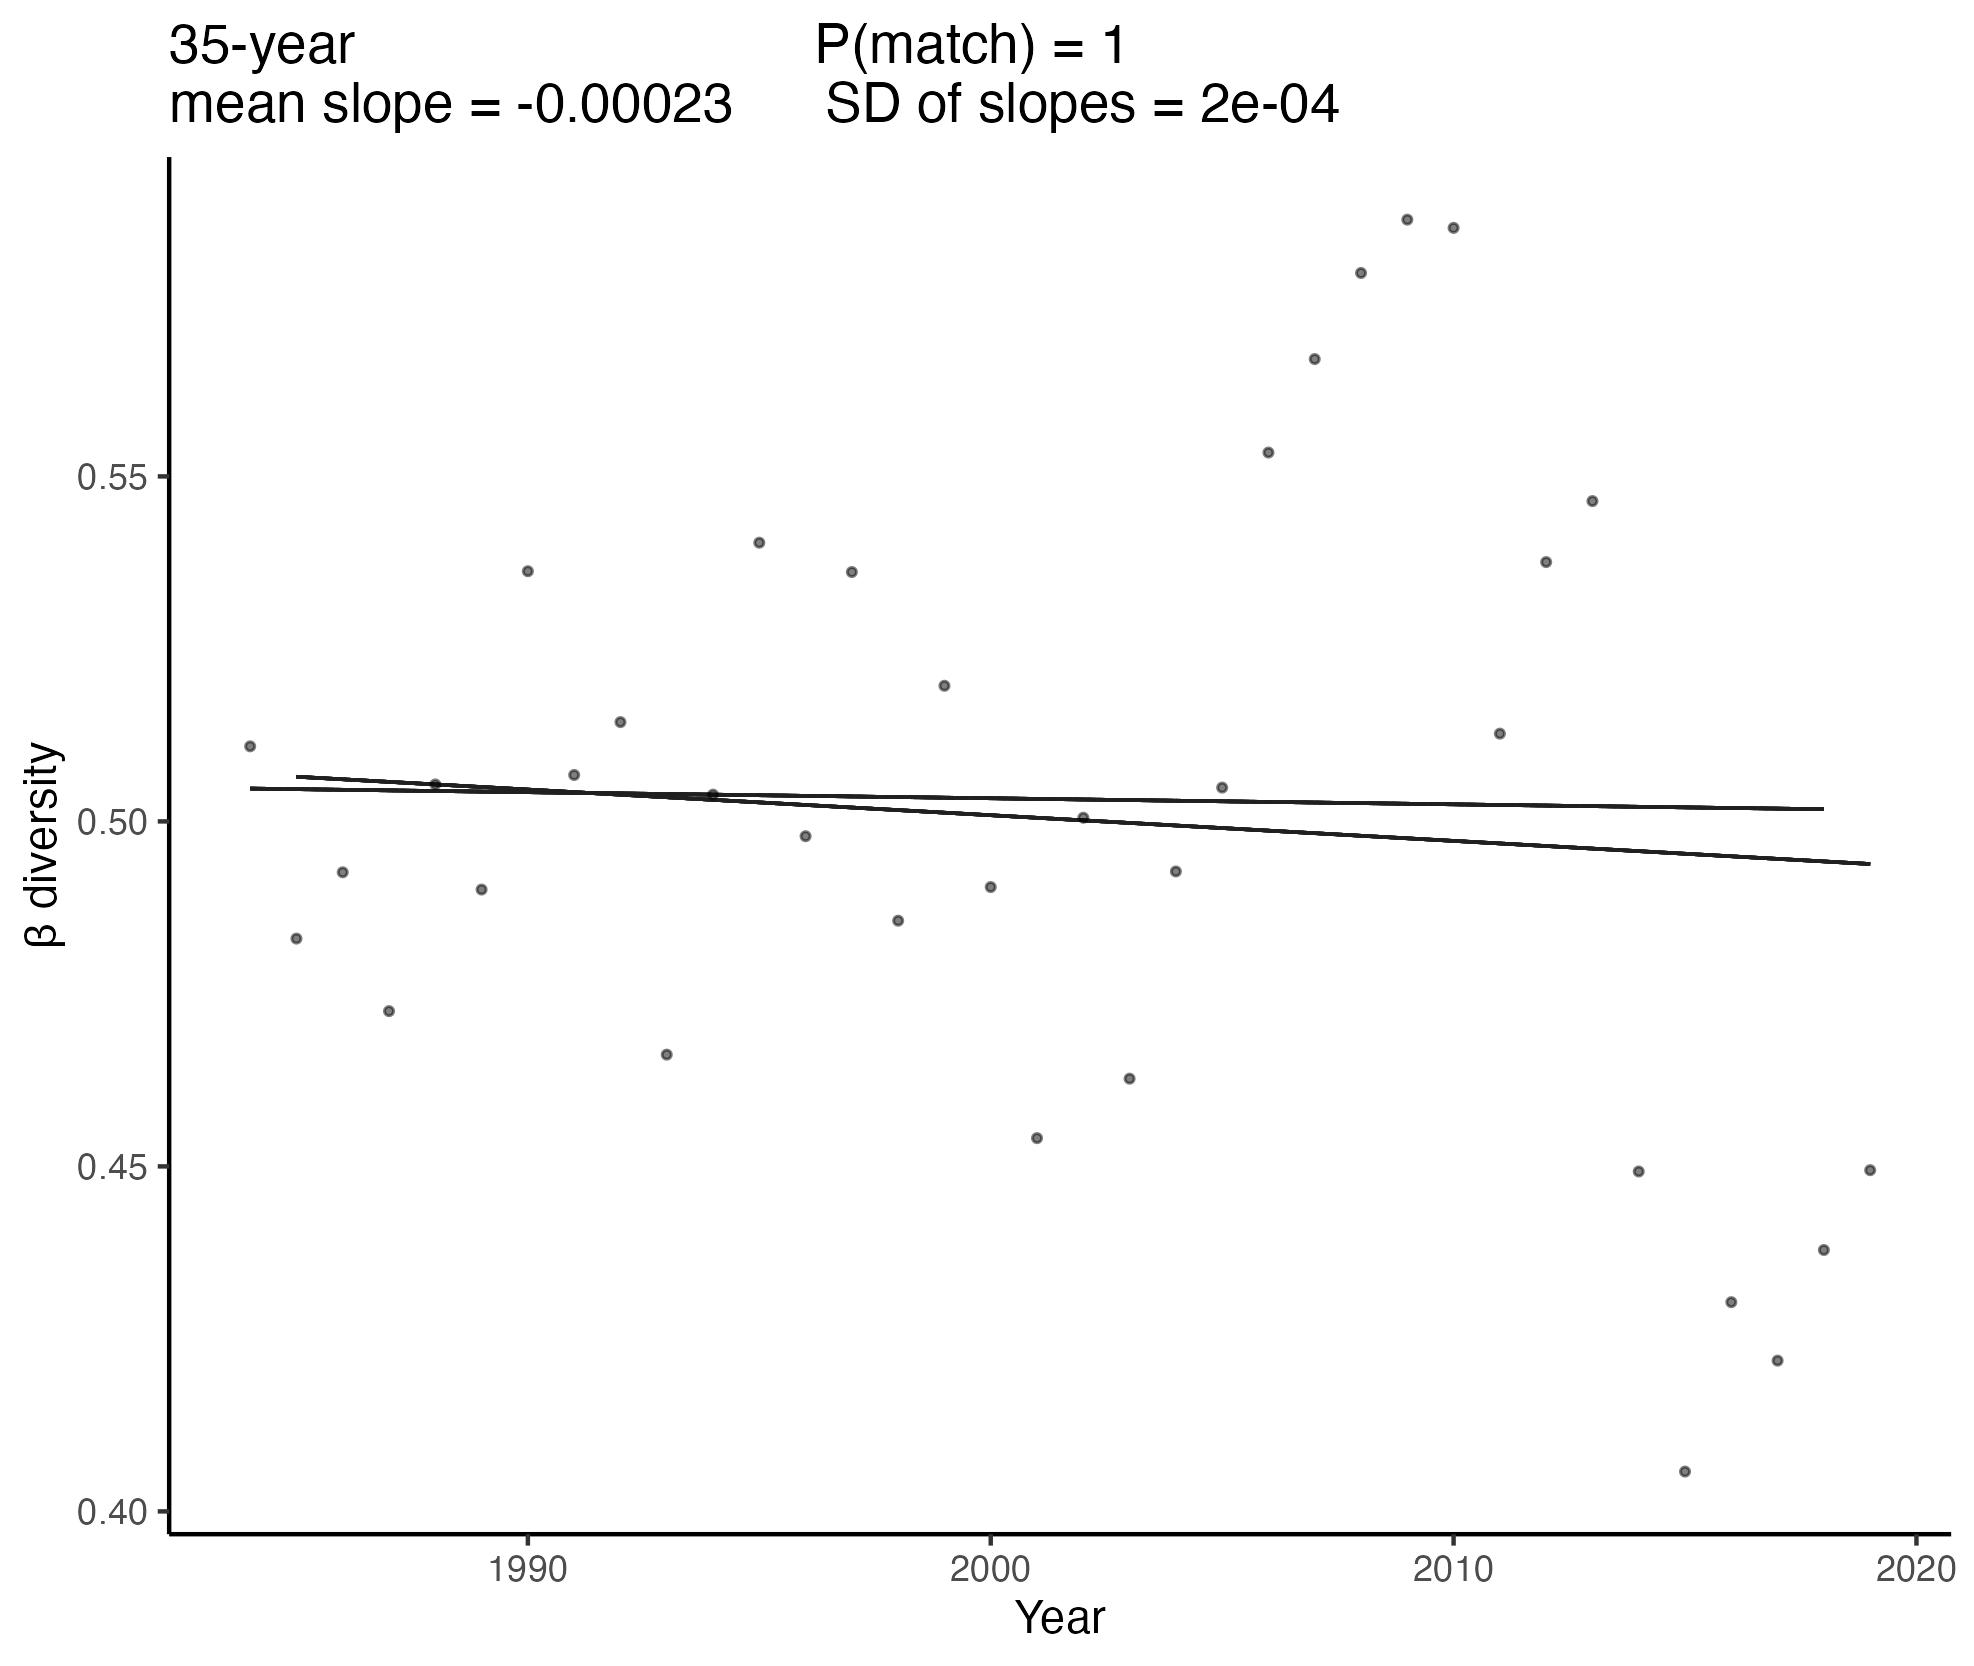 35-year P(match) = 1
mean slope = -0.00023 SD of slopes = 2e-04
β diversity
0.55
0.50
0.45
0.40
1990 2000 2010 2020
Year